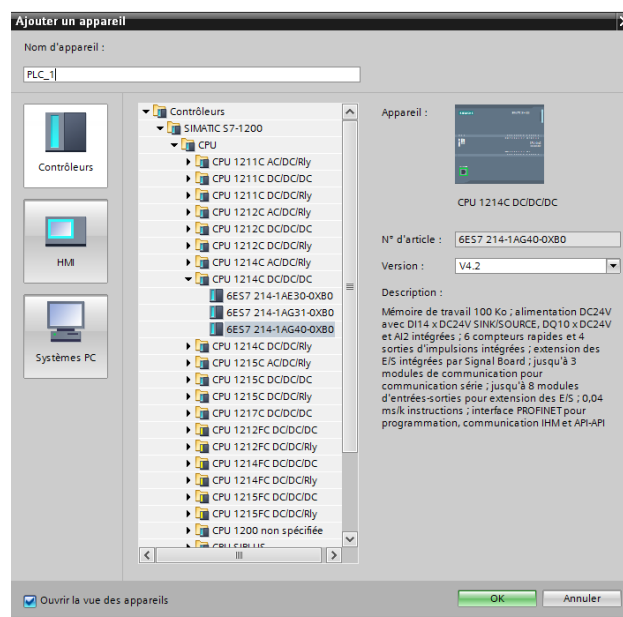 Ajouter un appareil
Nom d'appareil :
PLC_1
Contrôleurs
HMI
Systèmes PC
Contrôleurs
SIMATIC S7-1200
CPU
CPU 1211C AC/DC/Rly
CPU 1211C DC/DC/DC
CPU 1211C DC/DC/Rly
CPU 1212C AC/DC/Rly
CPU 1212C DC/DC/DC
CPU 1212C DC/DC/Rly
CPU 1214C AC/DC/Rly
CPU 1214C DC/DC/DC
6ES7 214-1AE30-0XB0
6ES7 214-1AG31-0XB0
6ES7 214-1AG40-0XB0
CPU 1214C DC/DC/Rly
CPU 1215C AC/DC/Rly
CPU 1215C DC/DC/DC
CPU 1215C DC/DC/Rly
CPU 1217C DC/DC/DC
CPU 1212FC DC/DC/DC
CPU 1212FC DC/DC/Rly
CPU 1214FC DC/DC/DC
CPU 1214FC DC/DC/Rly
CPU 1215FC DC/DC/DC
CPU 1215FC DC/DC/Rly
CPU 1200 non spécifiée
CPU SIPLUS
Appareil :
CPU 1214C DC/DC/DC
N° d'article : 6ES7 214-1AG40-0XB0
Version : V4.2
Description :
Mémoire de travail 100 Ko ; alimentation DC24V
avec DI14 x DC24V SINK/SOURCE, DQ10 x DC24V
et AI2 intégrées ; 6 compteurs rapides et 4
sorties d'impulsions intégrées ; extension des
E/S intégrées par Signal Board ; jusqu'à 3
modules de communication pour
communication série ; jusqu'à 8 modules
d'entrées-sorties pour extension des E/S ; 0,04
ms/k instructions ; interface PROFINET pour
programmation, communication IHM et API-API
Ouvrir la vue des appareils
OK
Annuler